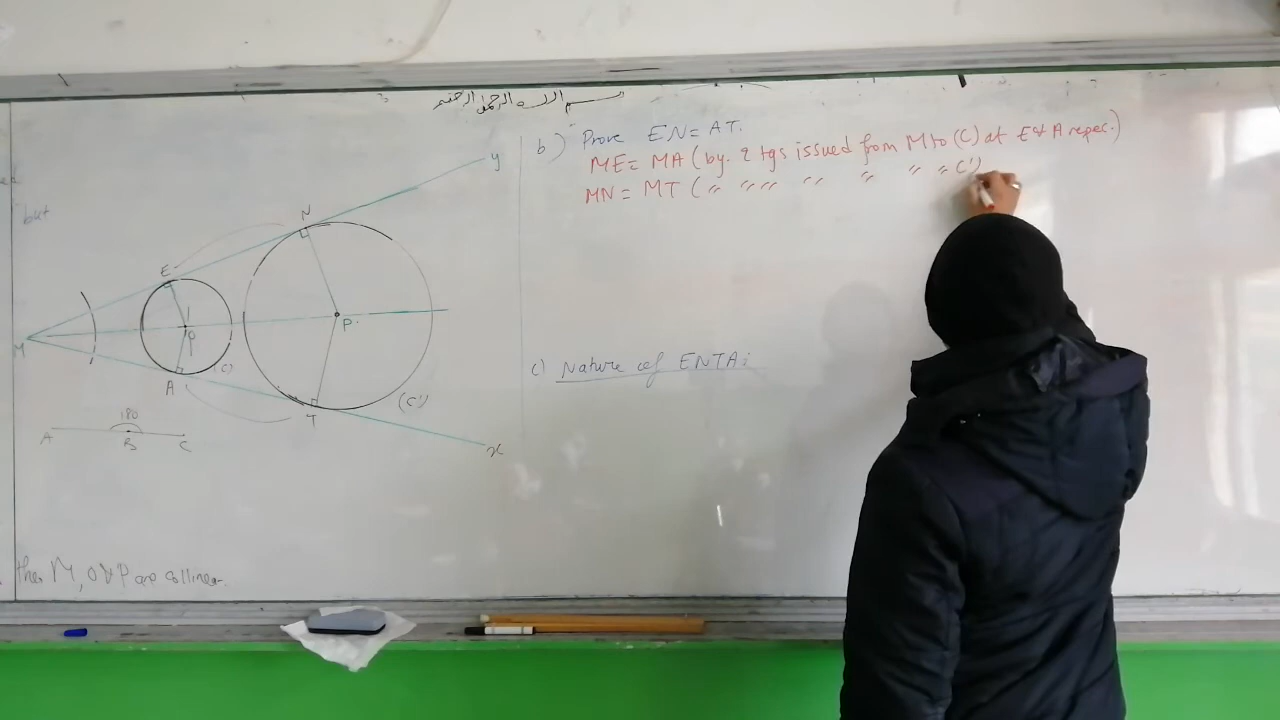 بسم الله الرحمن الرحيم
but
b) Prove EN = AT.
ME = MA (by. 2 tgs issued from M to (C) at E & A repec.)
MN = MT (〃 〃〃 〃 〃 〃 〃 C')
c) Nature of ENTA:
y
N
E
M
O
P.
A
(C)
T
(C')
x
180
A B C
then M, O & P are collinear.